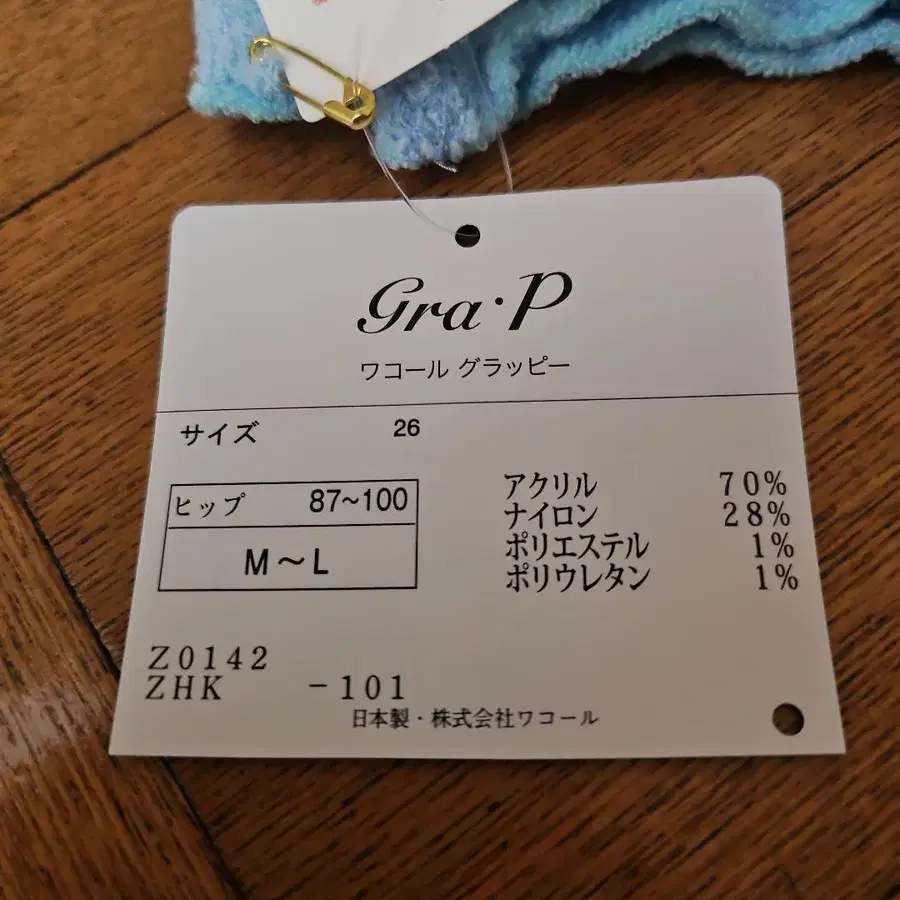 Gra·P
ワコール グラッピー
サイズ 26
ヒップ 87~100
M~L
アクリル 70%
ナイロン 28%
ポリエステル 1%
ポリウレタン 1%
Z0142
ZHK -101
日本製・株式会社ワコール